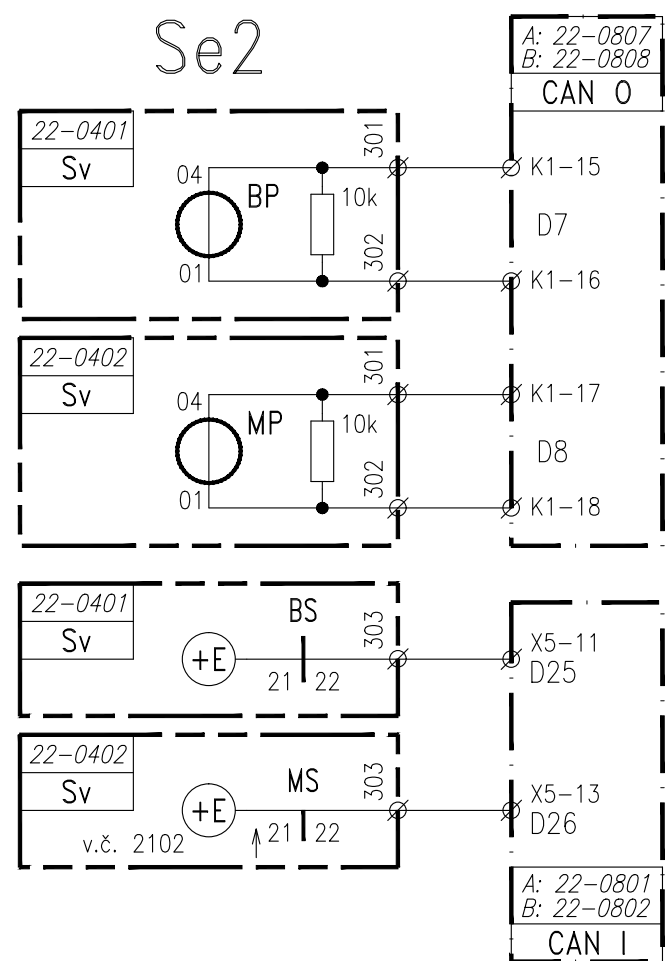 Se2
A: 22-0807
B: 22-0808
CAN 0
22-0401
Sv
04
BP
01
10k
301
302
K1-15
D7
K1-16
22-0402
Sv
04
MP
01
10k
301
302
K1-17
D8
K1-18
22-0401
Sv
+E
BS
21 22
303
X5-11
D25
22-0402
Sv
+E
MS
21 22
303
v.č. 2102
X5-13
D26
A: 22-0801
B: 22-0802
CAN I